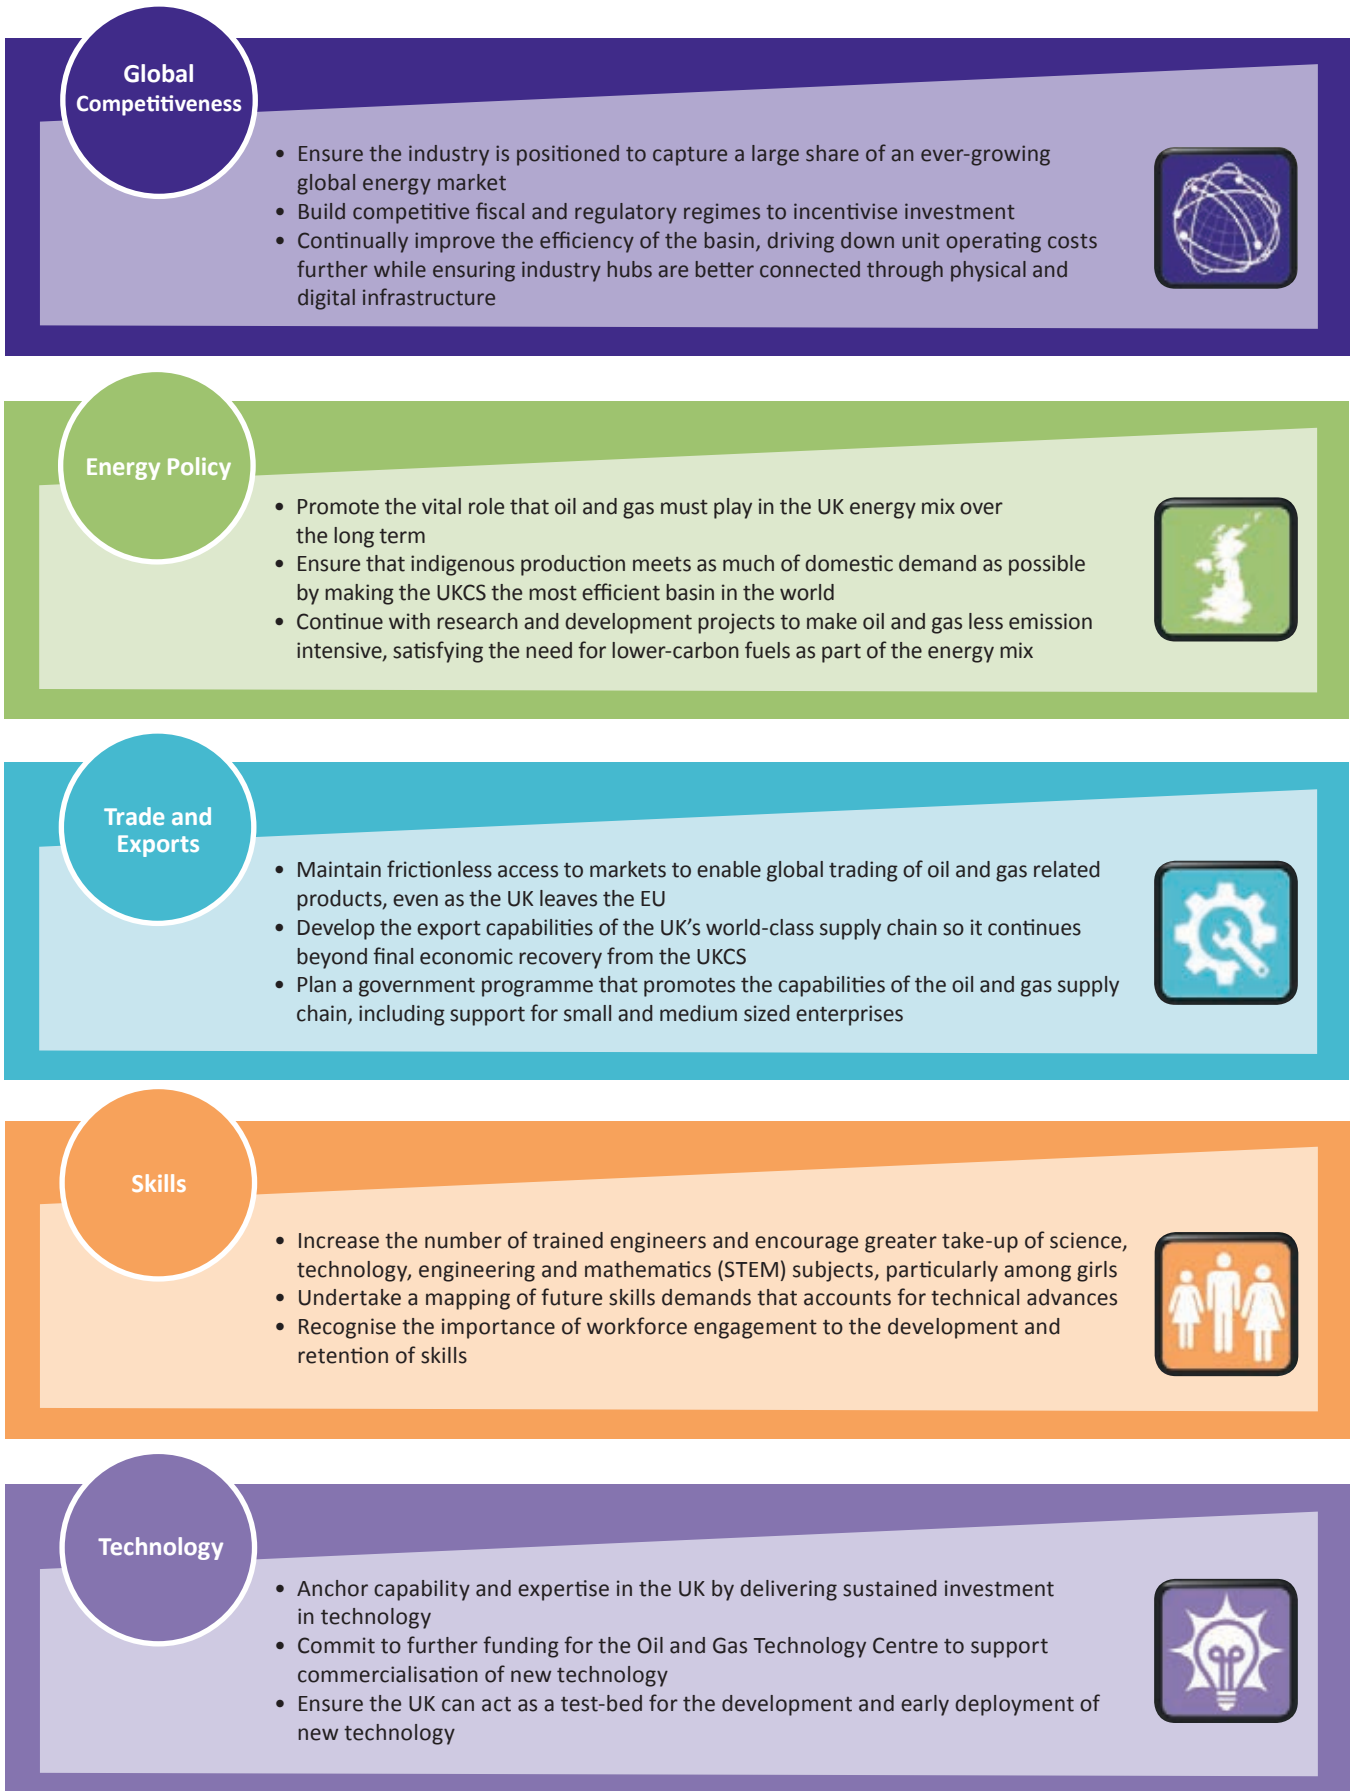 Global
Competitiveness
• Ensure the industry is positioned to capture a large share of an ever-growing
global energy market
• Build competitive fiscal and regulatory regimes to incentivise investment
• Continually improve the efficiency of the basin, driving down unit operating costs
further while ensuring industry hubs are better connected through physical and
digital infrastructure
Energy Policy
• Promote the vital role that oil and gas must play in the UK energy mix over
the long term
• Ensure that indigenous production meets as much of domestic demand as possible
by making the UKCS the most efficient basin in the world
• Continue with research and development projects to make oil and gas less emission
intensive, satisfying the need for lower-carbon fuels as part of the energy mix
Trade and
Exports
• Maintain frictionless access to markets to enable global trading of oil and gas related
products, even as the UK leaves the EU
• Develop the export capabilities of the UK’s world-class supply chain so it continues
beyond final economic recovery from the UKCS
• Plan a government programme that promotes the capabilities of the oil and gas supply
chain, including support for small and medium sized enterprises
Skills
• Increase the number of trained engineers and encourage greater take-up of science,
technology, engineering and mathematics (STEM) subjects, particularly among girls
• Undertake a mapping of future skills demands that accounts for technical advances
• Recognise the importance of workforce engagement to the development and
retention of skills
Technology
• Anchor capability and expertise in the UK by delivering sustained investment
in technology
• Commit to further funding for the Oil and Gas Technology Centre to support
commercialisation of new technology
• Ensure the UK can act as a test-bed for the development and early deployment of
new technology